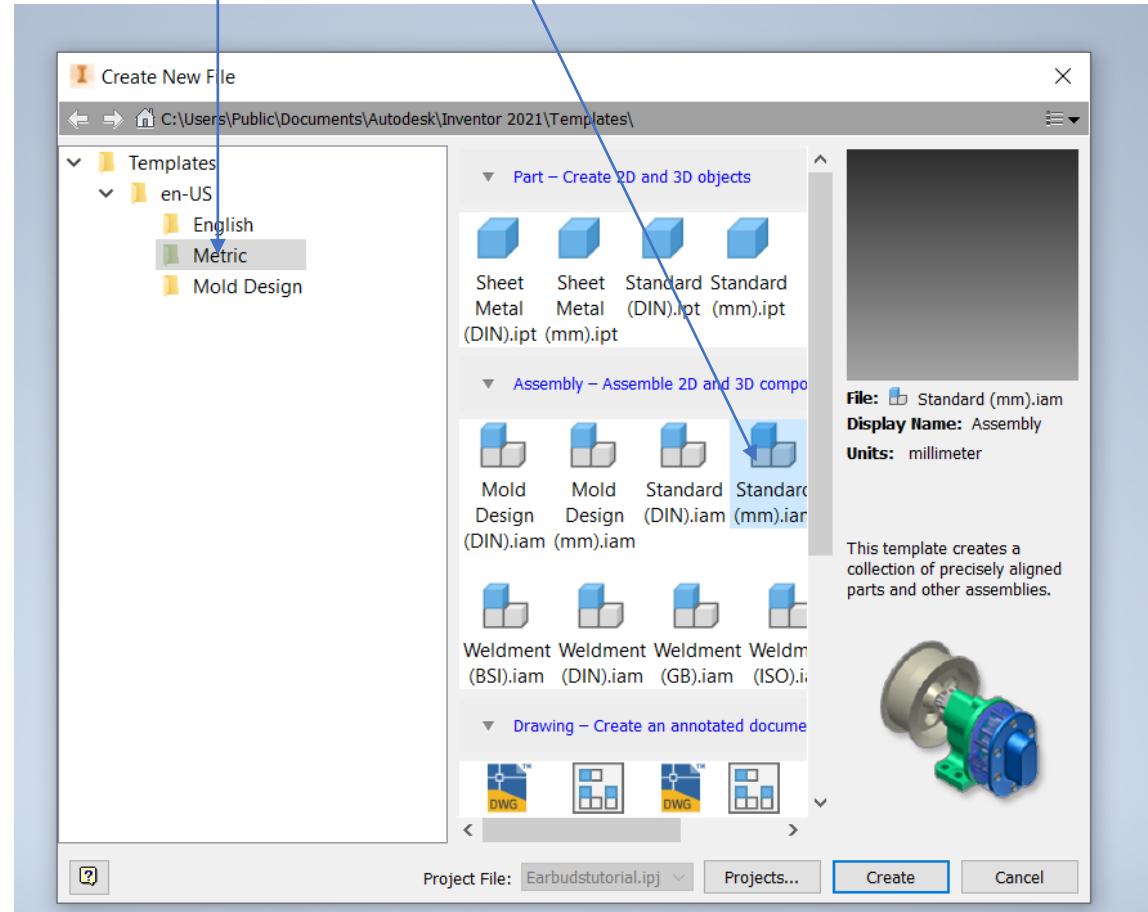 Create New File
C:\Users\Public\Documents\Autodesk\Inventor 2021\Templates\
Templates
en-US
English
Metric
Mold Design
Part – Create 2D and 3D objects
Sheet Metal (DIN).ipt
Sheet Metal (mm).ipt
Standard (DIN).ipt
Standard (mm).ipt
Assembly – Assemble 2D and 3D compo
Mold Design (DIN).iam
Mold Design (mm).iam
Standard (DIN).iam
Standard (mm).iam
Weldment (BSI).iam
Weldment (DIN).iam
Weldment (GB).iam
Weldm (ISO).i
Drawing – Create an annotated docume
DWG
DWG
File: Standard (mm).iam
Display Name: Assembly
Units: millimeter
This template creates a
collection of precisely aligned
parts and other assemblies.
Project File: Earbudstutorial.ipj
Projects...
Create
Cancel